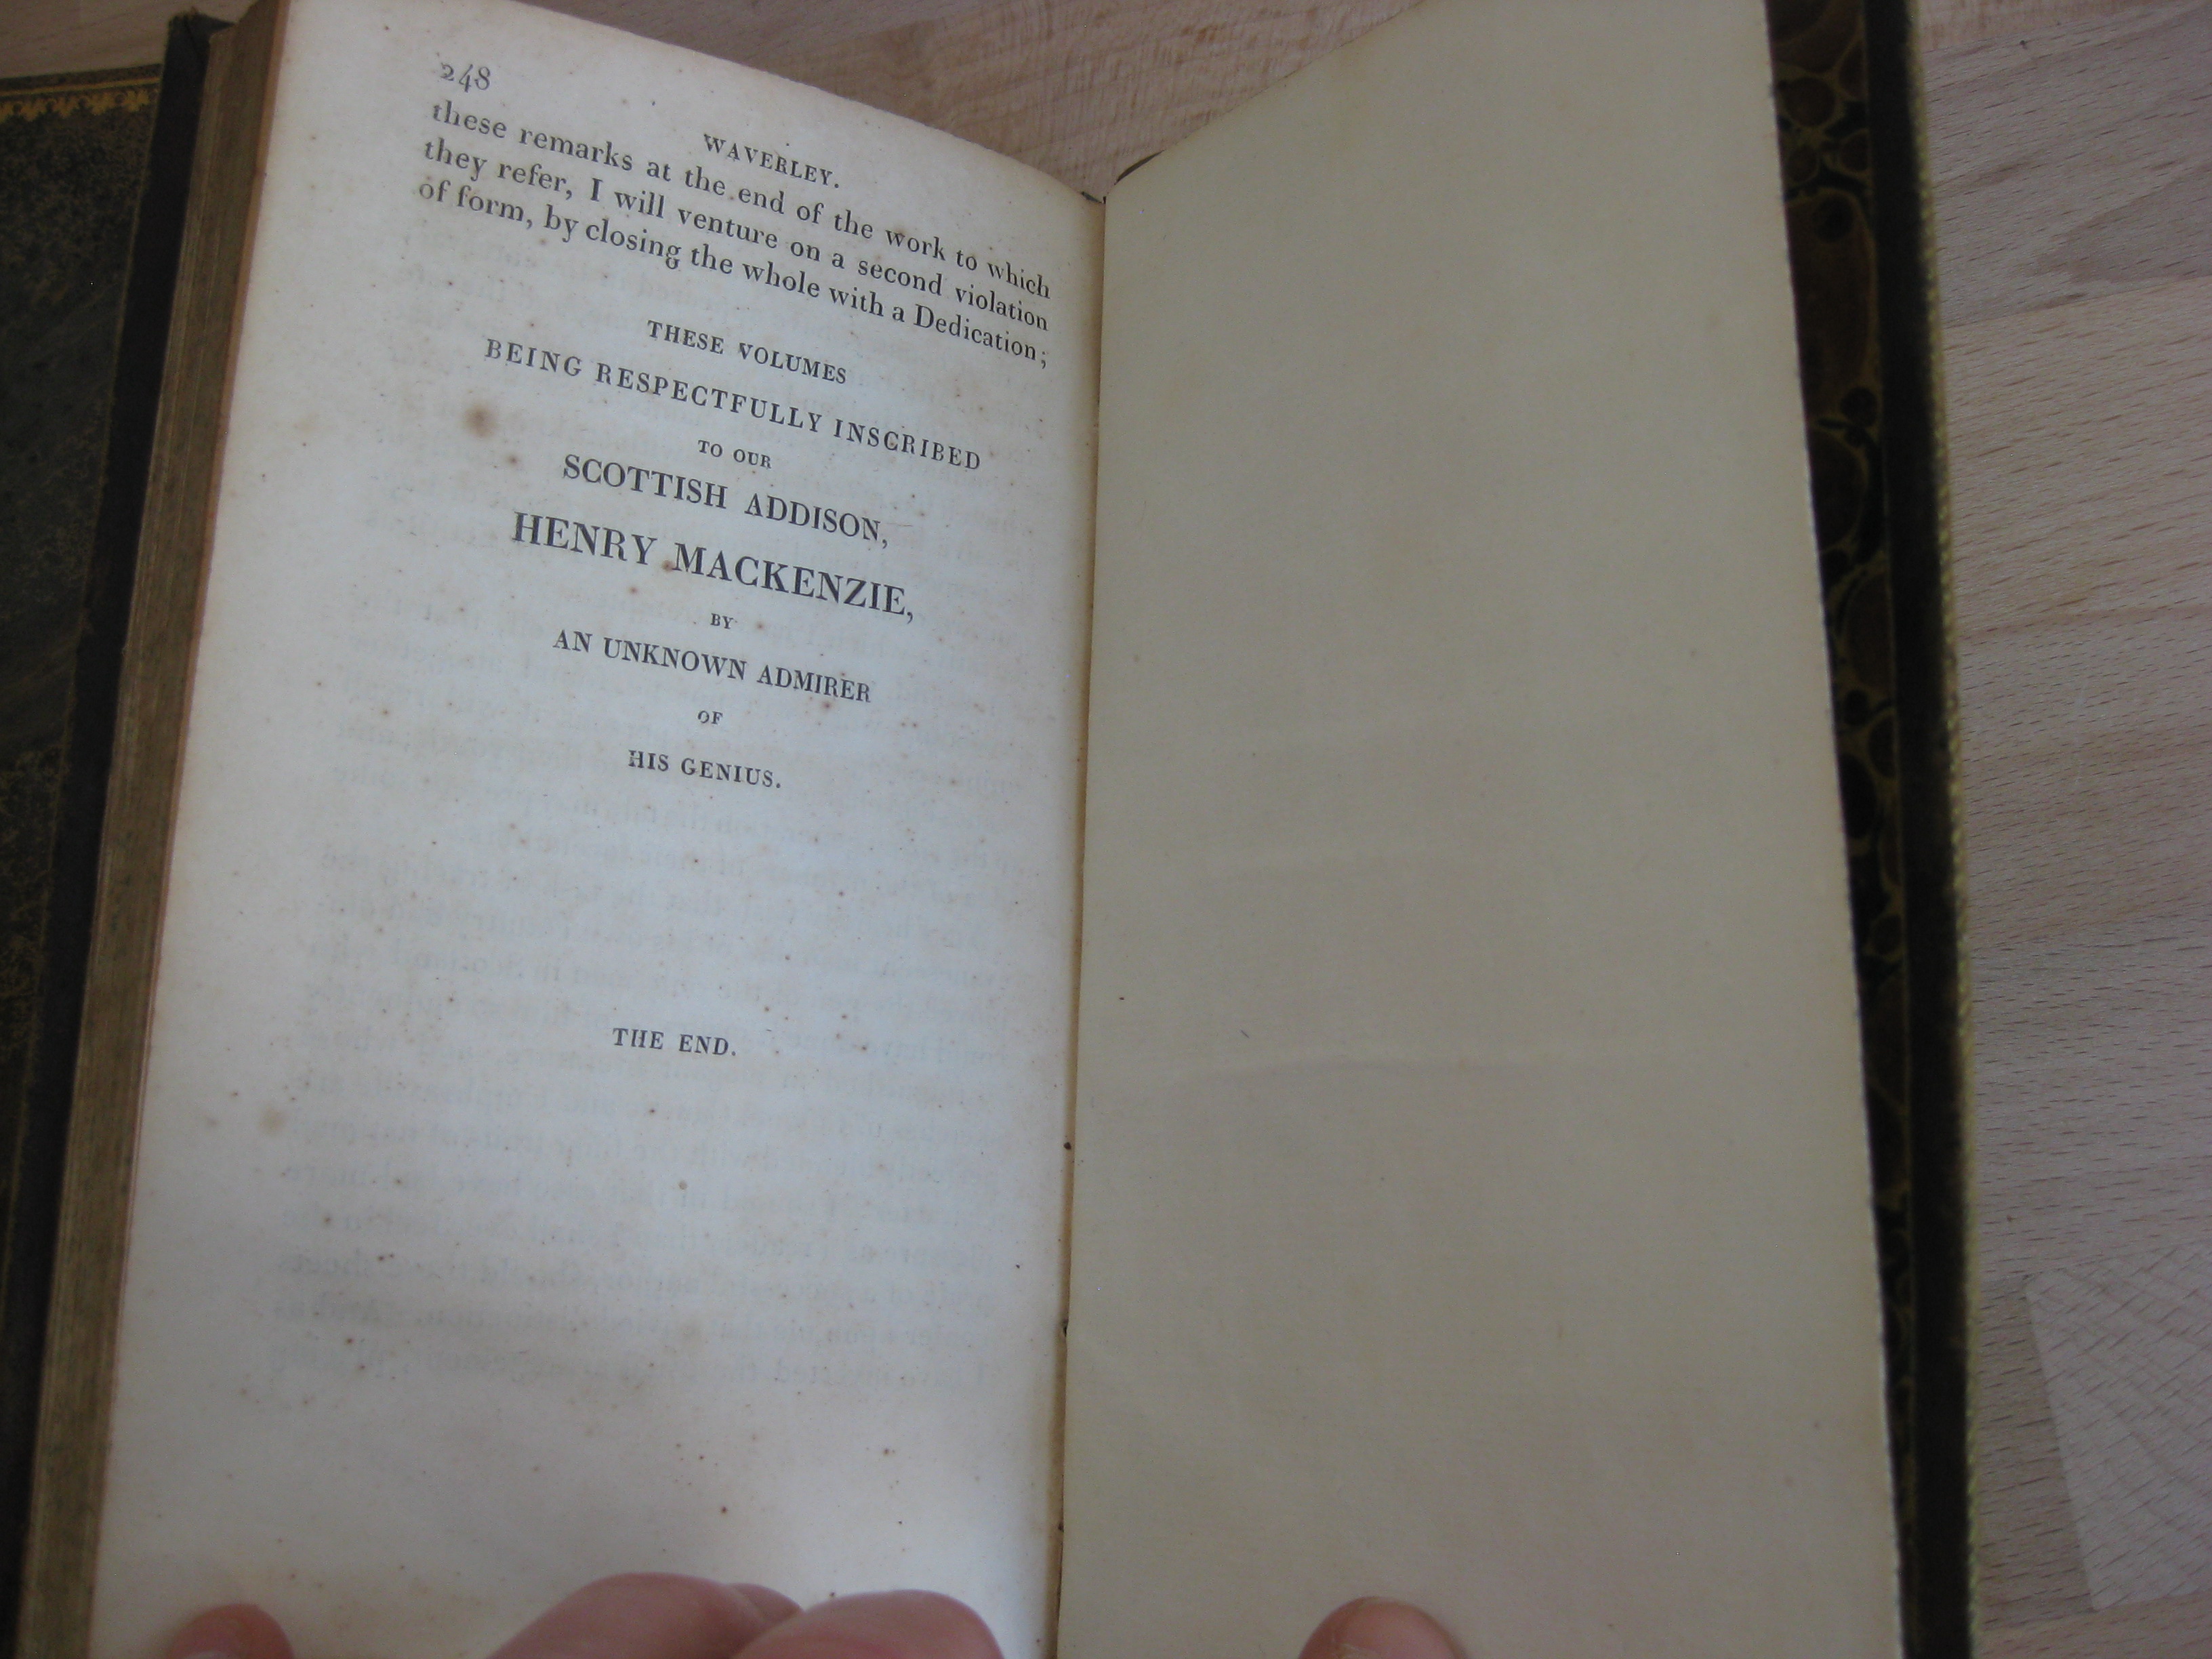 248
WAVERLEY.
these remarks at the end of the work to which
they refer, I will venture on a second violation
of form, by closing the whole with a Dedication;
THESE VOLUMES
BEING RESPECTFULLY INSCRIBED
TO OUR
SCOTTISH ADDISON,
HENRY MACKENZIE,
BY
AN UNKNOWN ADMIRER
OF
HIS GENIUS.
THE END.